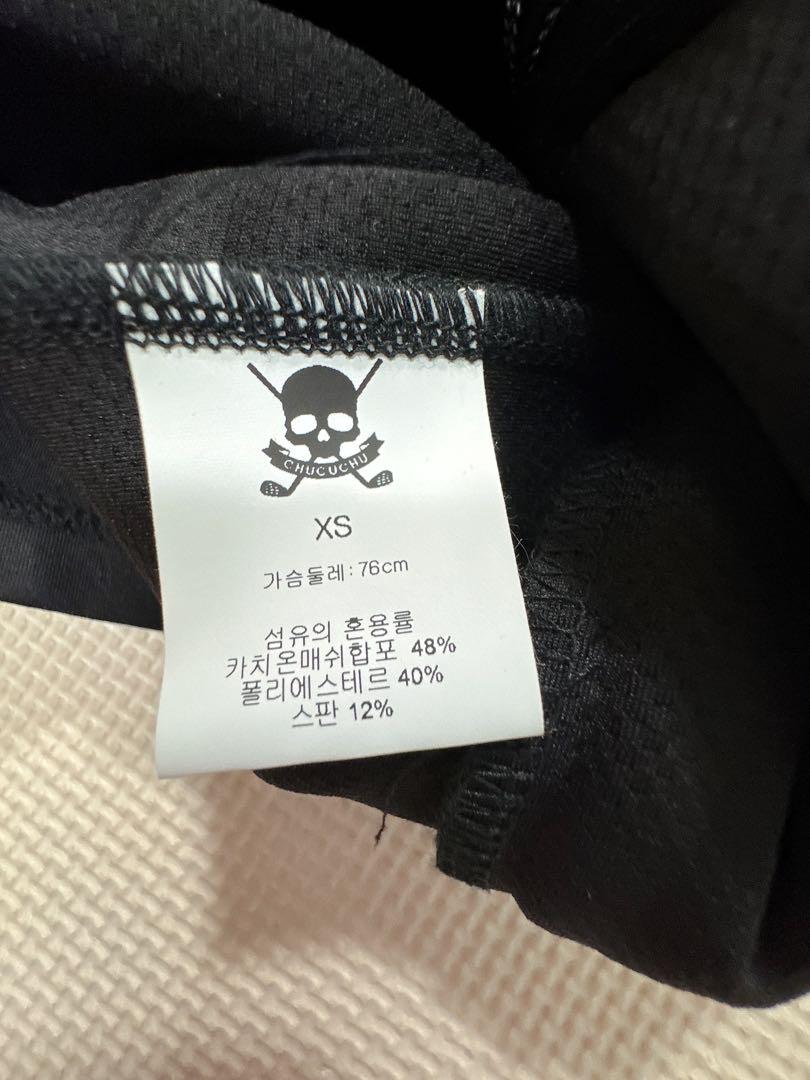 CHUCUCHU
XS
가슴둘레: 76cm
섬유의 혼용률
카치온매쉬합포 48%
폴리에스테르 40%
스판 12%